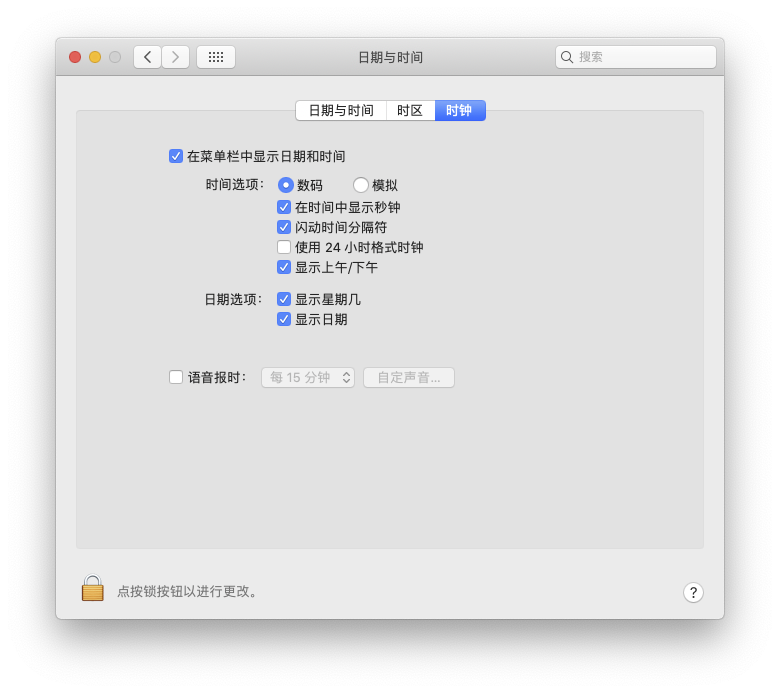 日期与时间
搜索
日期与时间 时区 时钟
在菜单栏中显示日期和时间
时间选项： 数码 模拟
在时间中显示秒钟
闪动时间分隔符
使用 24 小时格式时钟
显示上午/下午
日期选项： 显示星期几
显示日期
语音报时： 每 15 分钟 自定声音...
点按锁按钮以进行更改。
?